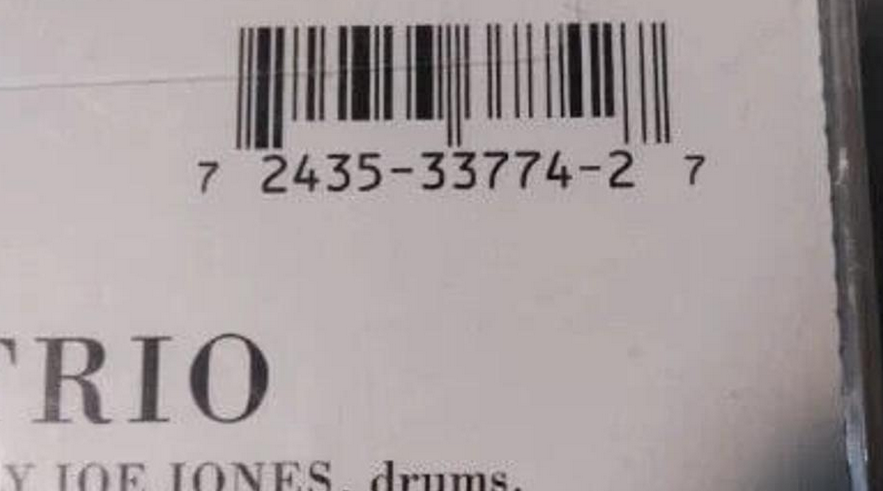 7 2435-33774-2 7
TRIO
Y JOE JONES, drums.